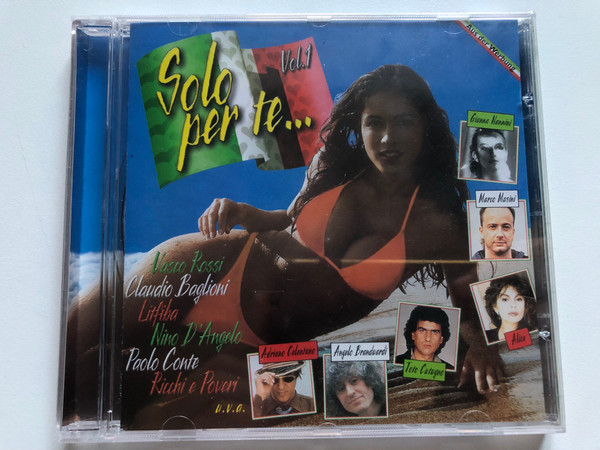 Solo
per te...
Vol.1
Aus der Werbung
Gianna Nannini
Marco Masini
Alice
Toto Cutugno
Angelo Branduardi
Adriano Celentano
Vasco Rossi
Claudio Baglioni
Litfiba
Nino D'Angelo
Paolo Conte
Ricchi e Poveri
u.v.a.